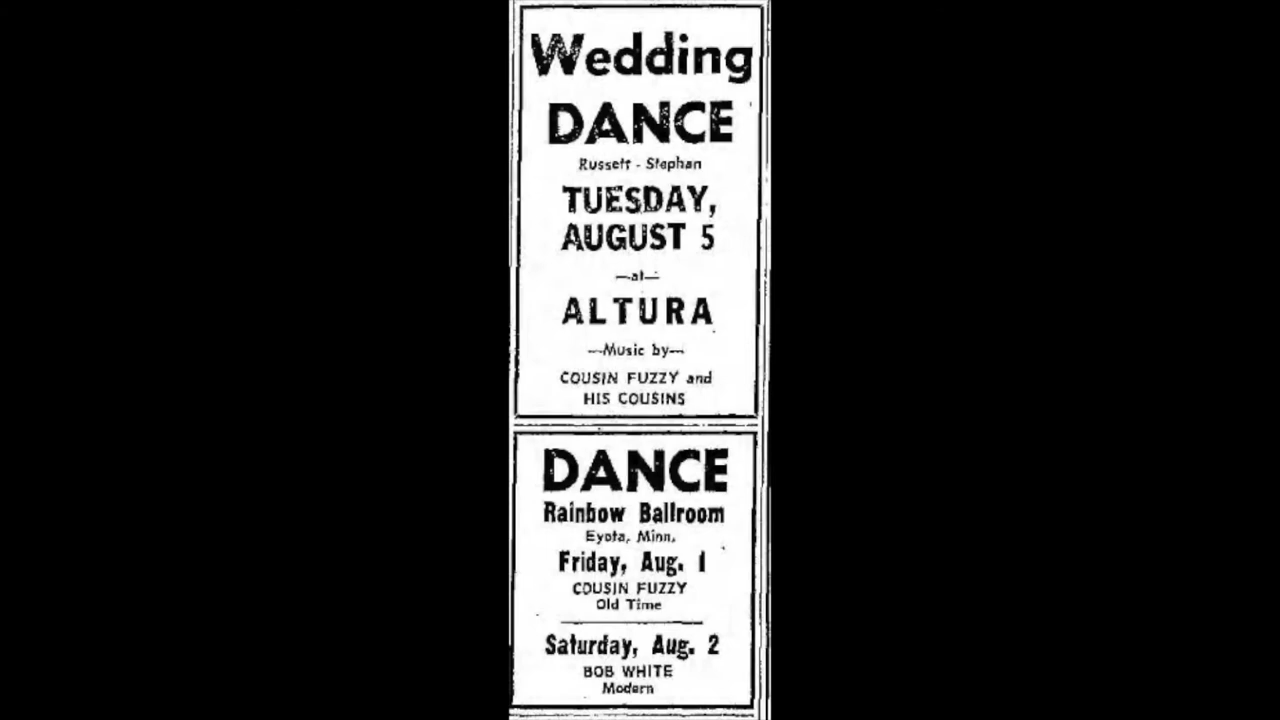 Wedding
DANCE
Russett - Stephan
TUESDAY,
AUGUST 5
—at—
ALTURA
—Music by—
COUSIN FUZZY and
HIS COUSINS
DANCE
Rainbow Ballroom
Eyota, Minn.
Friday, Aug. 1
COUSIN FUZZY
Old Time
Saturday, Aug. 2
BOB WHITE
Modern